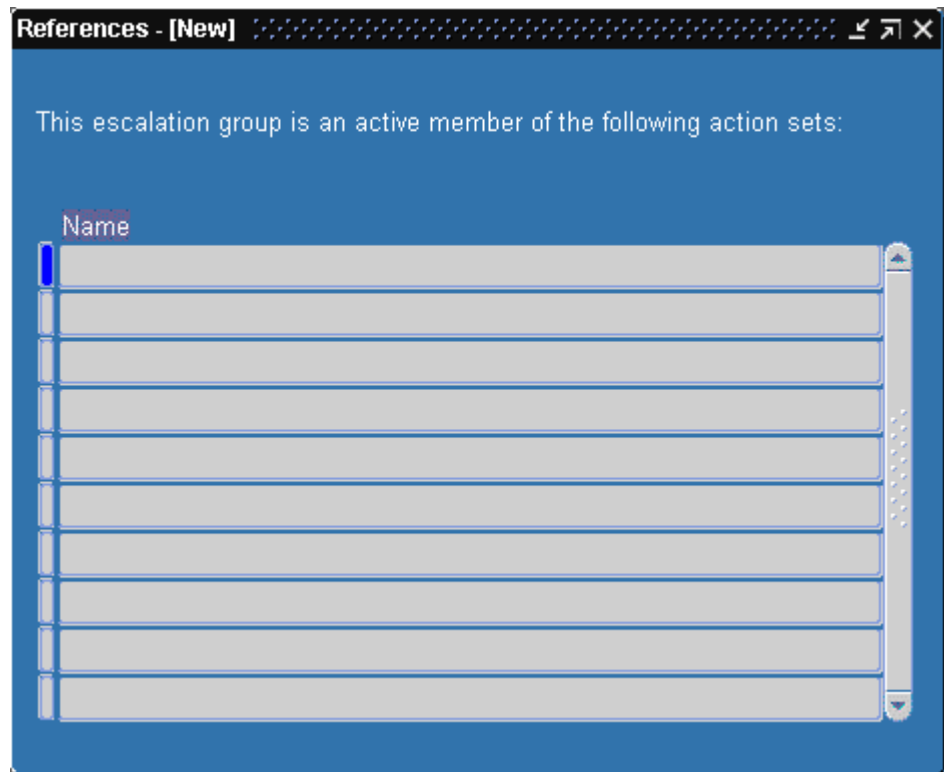 References - [New]
This escalation group is an active member of the following action sets:
Name